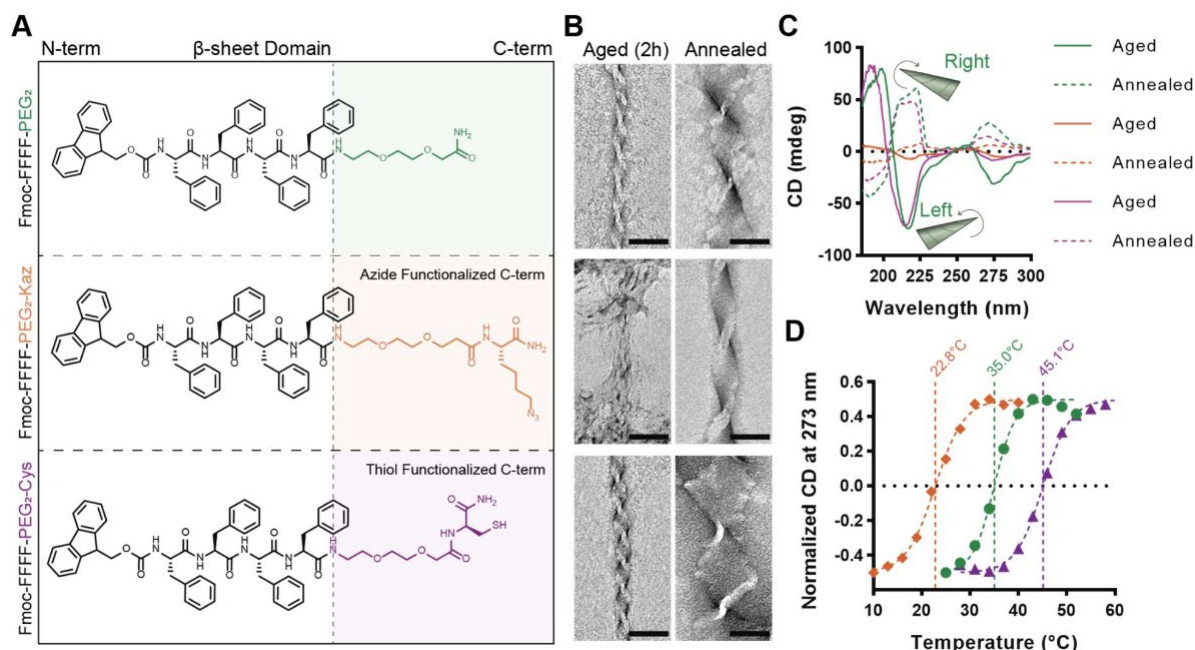 A
N-term
β-sheet Domain
C-term
Fmoc-FFFF-PEG₂
H
N
O
O
O
N
H
O
H
N
O
N
H
O
O
O
NH₂
O
Fmoc-FFFF-PEG₂-Kaz
Azide Functionalized C-term
H
N
O
O
O
N
H
O
H
N
O
N
H
O
O
O
H
N
O
NH₂
N₃
Fmoc-FFFF-PEG₂-Cys
Thiol Functionalized C-term
H
N
O
O
O
N
H
O
H
N
O
N
H
O
O
O
NH₂
SH
HN
O
B
Aged (2h)
Annealed
C
100
50
0
-50
-100
CD (mdeg)
Right
Left
200
225
250
275
300
Wavelength (nm)
Aged
Annealed
Aged
Annealed
Aged
Annealed
D
22.8°C
35.0°C
45.1°C
0.6
0.4
0.2
0.0
-0.2
-0.4
Normalized CD at 273 nm
10
20
30
40
50
60
Temperature (°C)